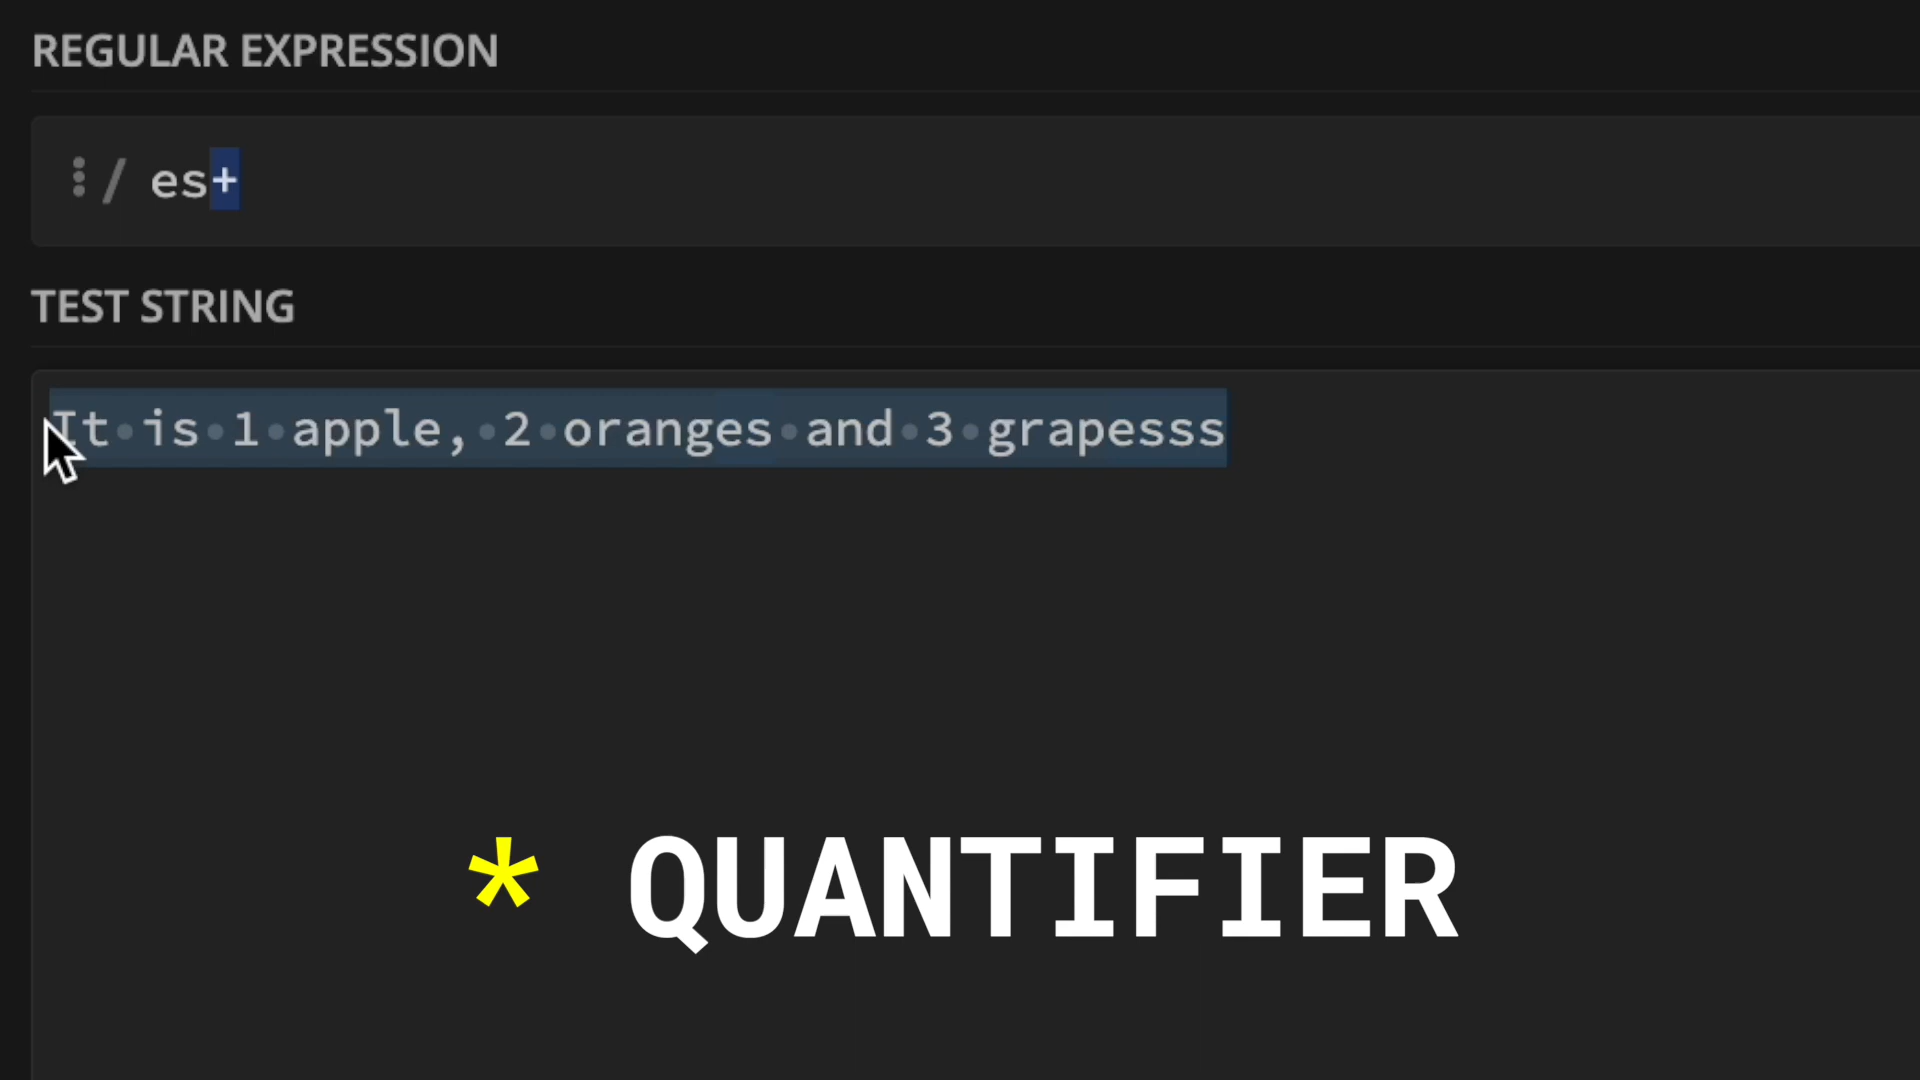 REGULAR EXPRESSION
/ es+
TEST STRING
It·is·1·apple,·2·oranges·and·3·grapesss
* QUANTIFIER